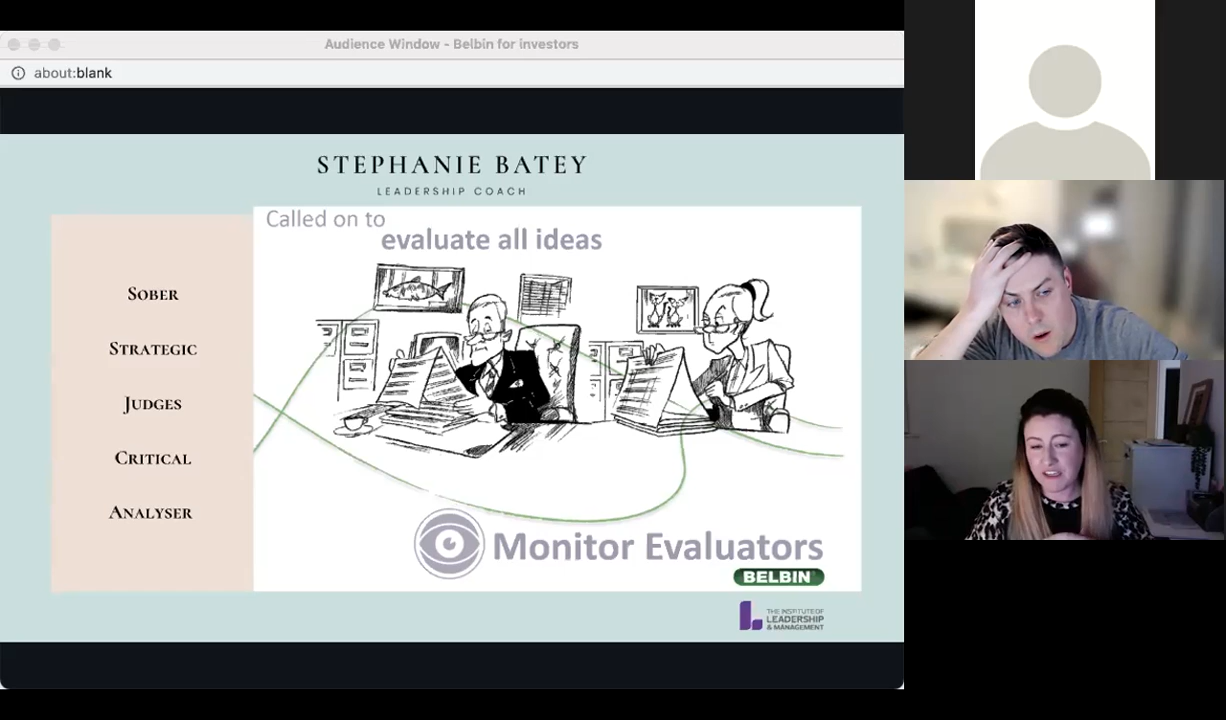 Audience Window - Belbin for investors
about:blank
STEPHANIE BATEY
LEADERSHIP COACH
Called on to
evaluate all ideas
Sober
Strategic
Judges
Critical
Analyser
Monitor Evaluators
BELBIN
THE INSTITUTE OF
LEADERSHIP
& MANAGEMENT